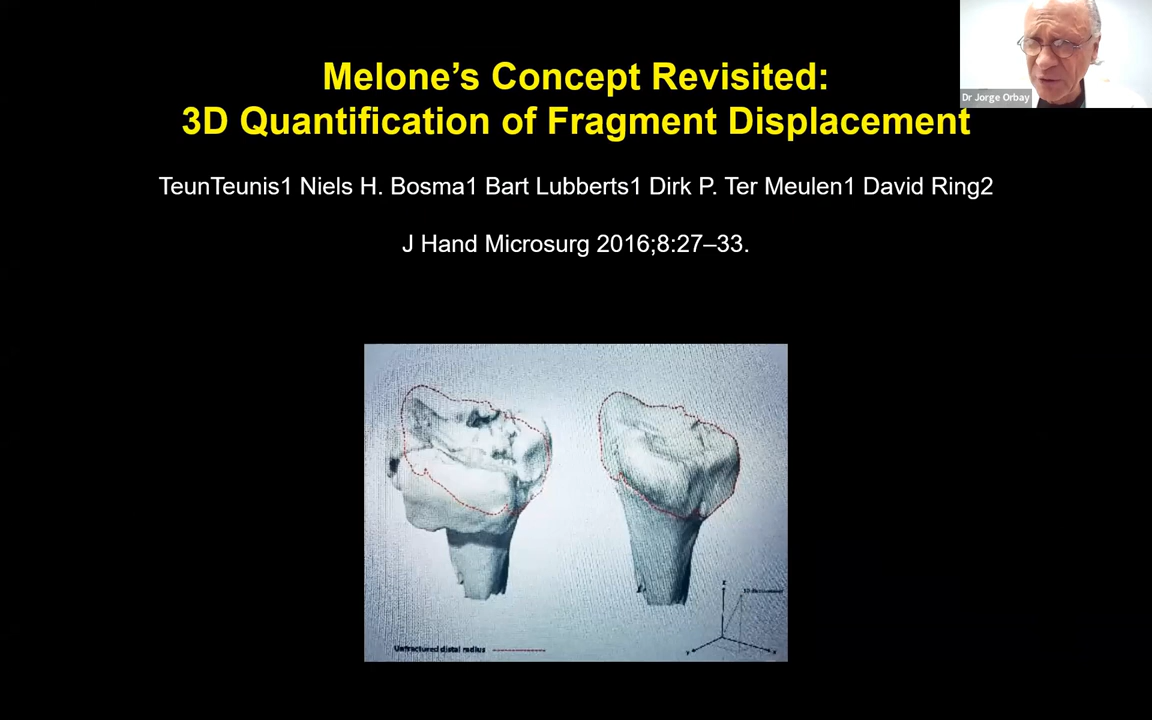 Melone's Concept Revisited:
3D Quantification of Fragment Displacement
Dr Jorge Orbay
TeunTeunis1 Niels H. Bosma1 Bart Lubberts1 Dirk P. Ter Meulen1 David Ring2
J Hand Microsurg 2016;8:27–33.
Unfractured distal radius